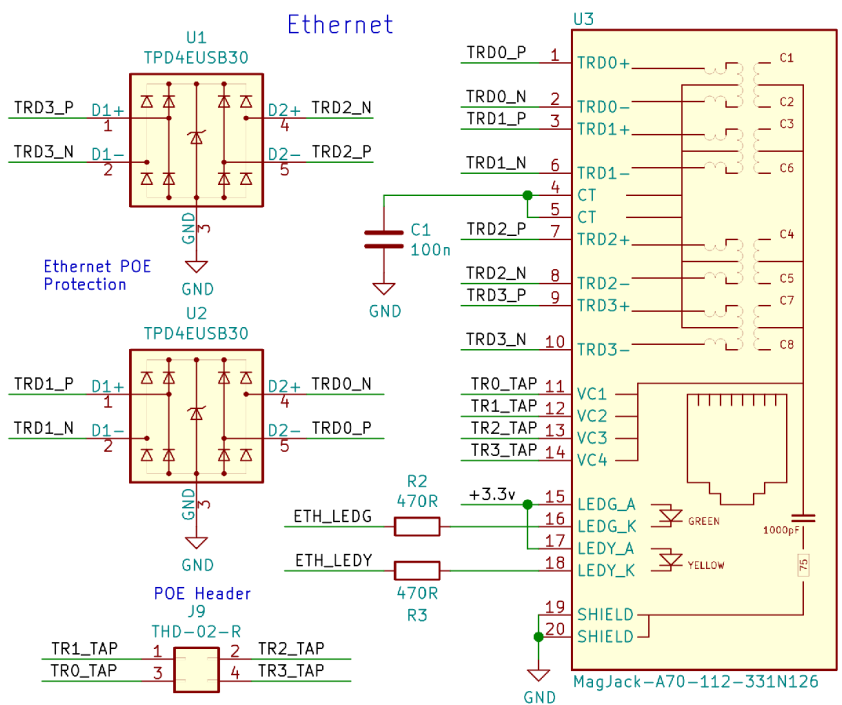 Ethernet
U1
TPD4EUSB30
TRD3_P
D1+
1
D2+
4
TRD2_N
TRD3_N
D1-
2
D2-
5
TRD2_P
GND
3
GND
Ethernet POE
Protection
U2
TPD4EUSB30
TRD1_P
D1+
1
D2+
4
TRD0_N
TRD1_N
D1-
2
D2-
5
TRD0_P
GND
3
GND
POE Header
J9
THD-02-R
TR1_TAP
1
2
TR2_TAP
TR0_TAP
3
4
TR3_TAP
C1
100n
GND
R2
470R
ETH_LEDG
ETH_LEDY
470R
R3
+3.3v
GND
U3
TRD0_P
1
TRD0+
C1
TRD0_N
2
TRD0-
C2
TRD1_P
3
TRD1+
C3
TRD1_N
6
TRD1-
C6
4
CT
5
CT
TRD2_P
7
TRD2+
C4
TRD2_N
8
TRD2-
C5
TRD3_P
9
TRD3+
C7
TRD3_N
10
TRD3-
C8
TR0_TAP
11
VC1
TR1_TAP
12
VC2
TR2_TAP
13
VC3
TR3_TAP
14
VC4
15
LEDG_A
16
LEDG_K
GREEN
17
LEDY_A
18
LEDY_K
YELLOW
1000pF
75
19
SHIELD
20
SHIELD
MagJack-A70-112-331N126